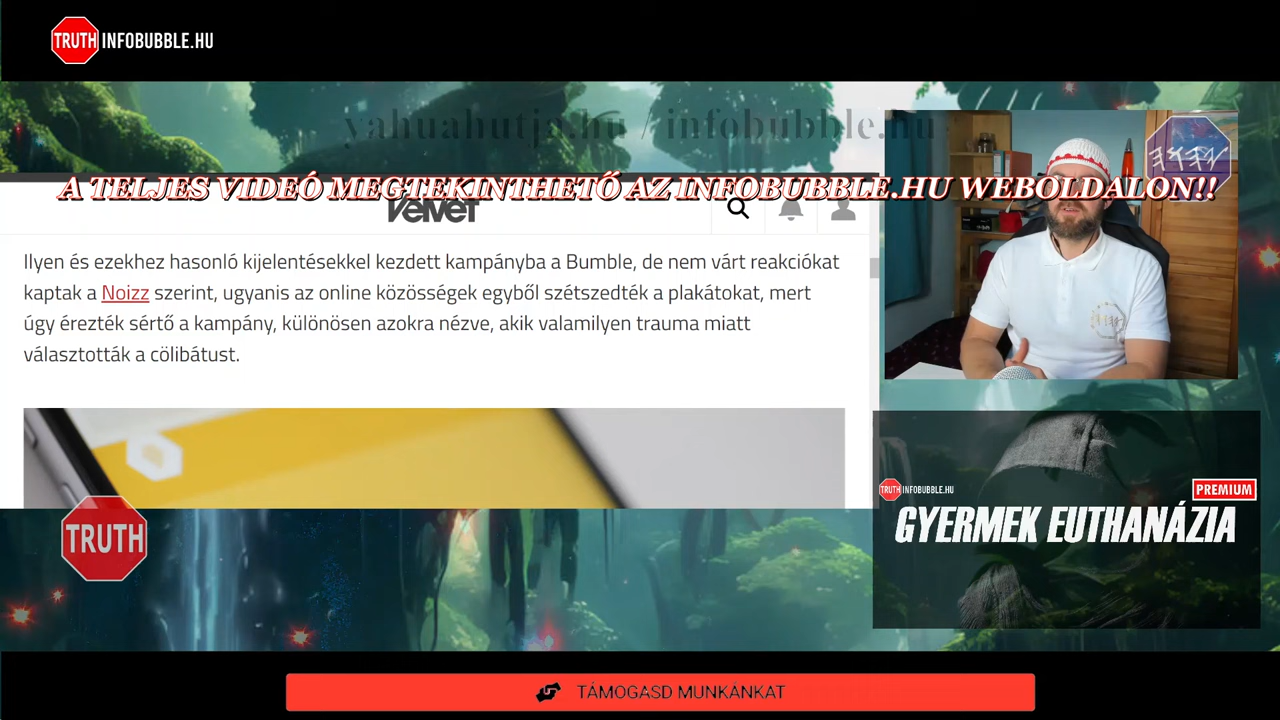 TRUTH INFOBUBBLE.HU
yahuahutja.hu / infobubble.hu
A TELJES VIDEÓ MEGTEKINTHETŐ AZ INFOBUBBLE.HU WEBOLDALON!!
Velvet
Ilyen és ezekhez hasonló kijelentésekkel kezdett kampányba a Bumble, de nem várt reakciókat
kaptak a Noizz szerint, ugyanis az online közösségek egyből szétszedték a plakátokat, mert
úgy érezték sértő a kampány, különösen azokra nézve, akik valamilyen trauma miatt
választották a cölibátust.
TRUTH INFOBUBBLE.HU
PREMIUM
GYERMEK EUTHANÁZIA
TRUTH
TÁMOGASD MUNKÁNKAT